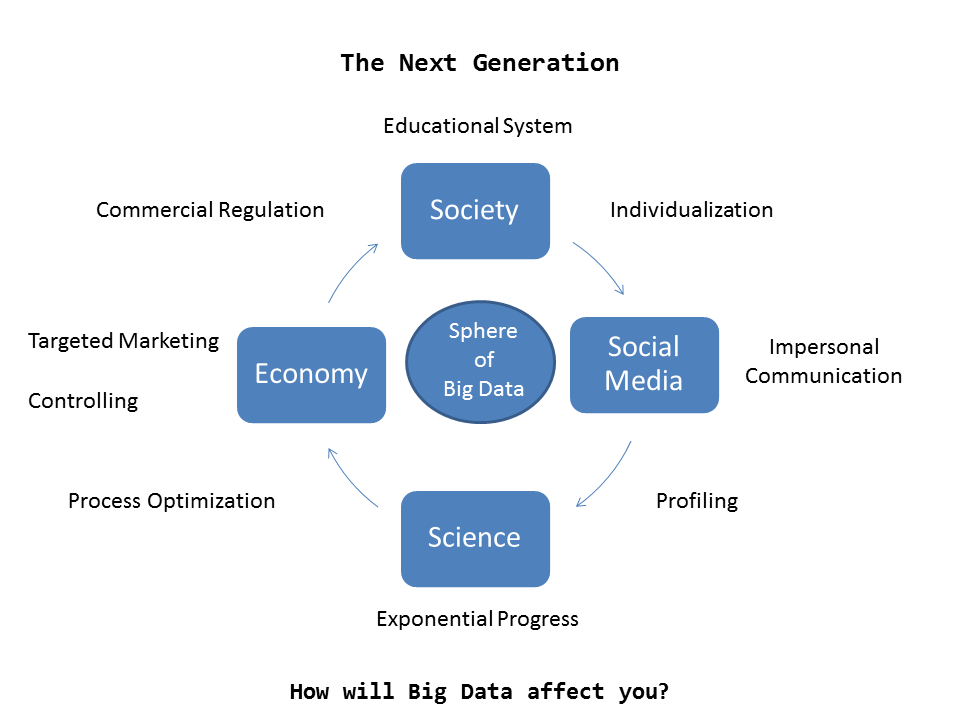 The Next Generation
Educational System
Commercial Regulation
Society
Individualization
Targeted Marketing
Controlling
Economy
Sphere
of
Big Data
Social
Media
Impersonal
Communication
Process Optimization
Science
Profiling
Exponential Progress
How will Big Data affect you?